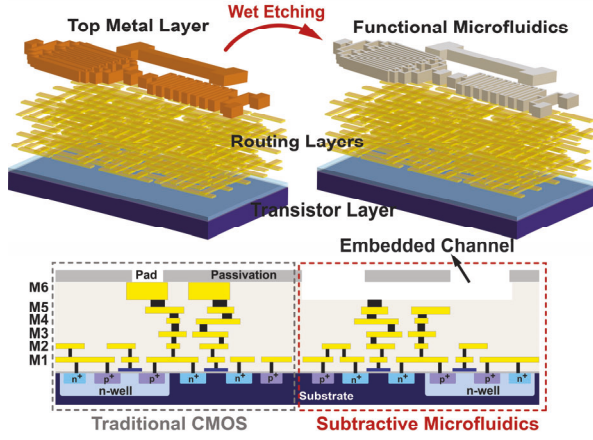 Wet Etching
Top Metal Layer
Functional Microfluidics
Routing Layers
Transistor Layer
Embedded Channel
Pad
Passivation
M6
M5
M4
M3
M2
M1
n+ p+ p+ n+ n+ p+ p+ n+ n+ p+ p+ n+
n-well
n-well
Substrate
Traditional CMOS
Subtractive Microfluidics